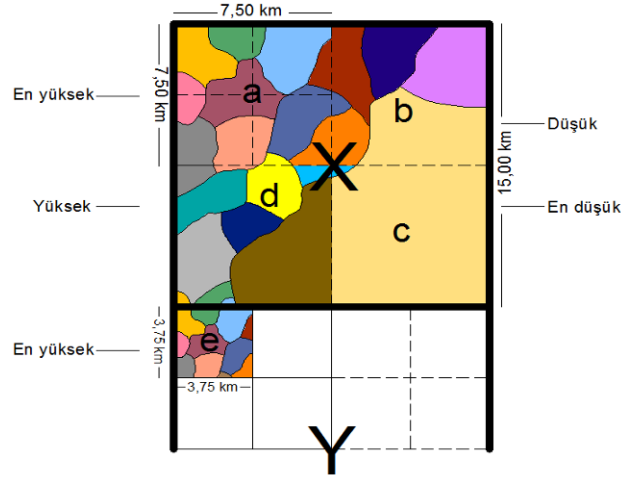 7,50 km
7,50 km
En yüksek
a
b
Düşük
15,00 km
X
Yüksek
d
En düşük
c
En yüksek
3,75 km
e
3,75 km
Y